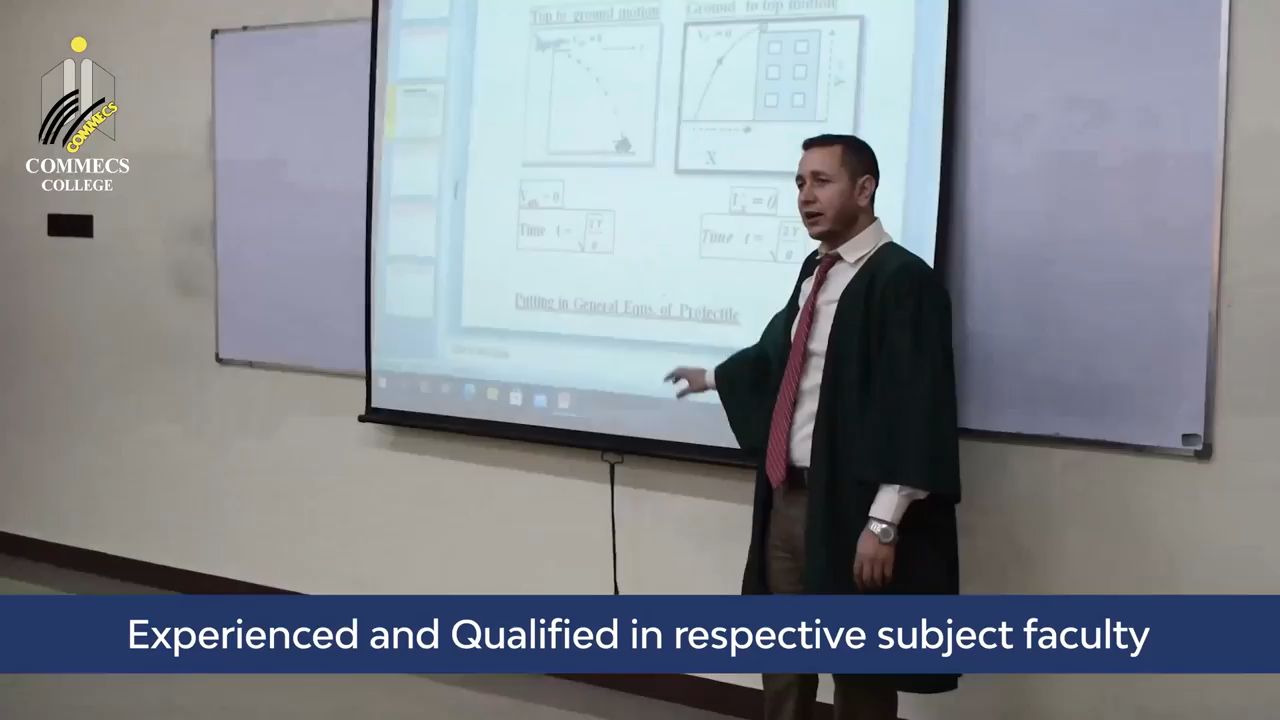 COMMECS
COMMECS
COLLEGE
Top to ground motion
Ground to top motion
X
Time t =
Time t =
Putting in General Eqns. of Projectile
Experienced and Qualified in respective subject faculty